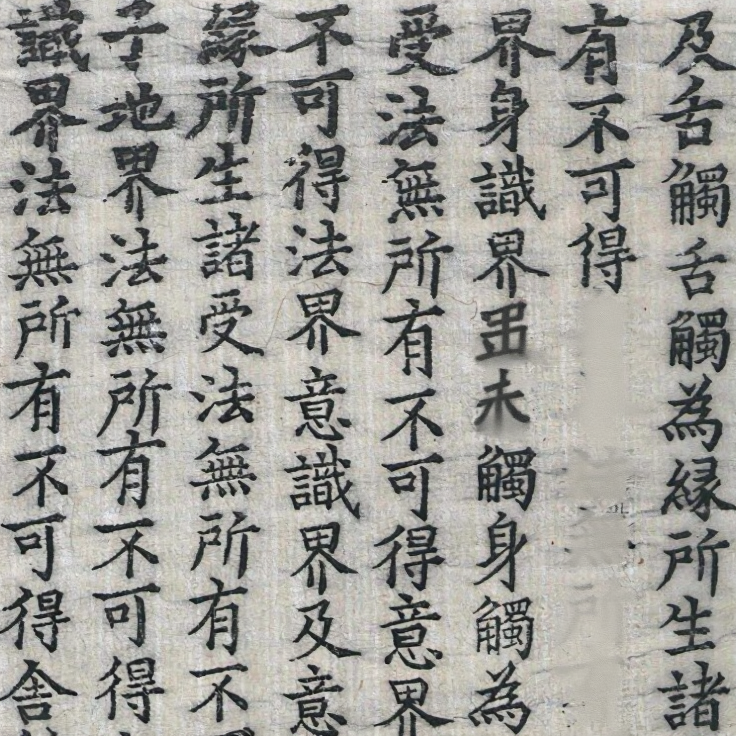 及舌觸舌觸為緣所生諸
有不可得
界身識界未觸身觸為
受法無所有不可得意界
不可得法界意識界及意
緣所生諸受法無所有不
子地界法無所有不可得
識界法無所有不可得舍